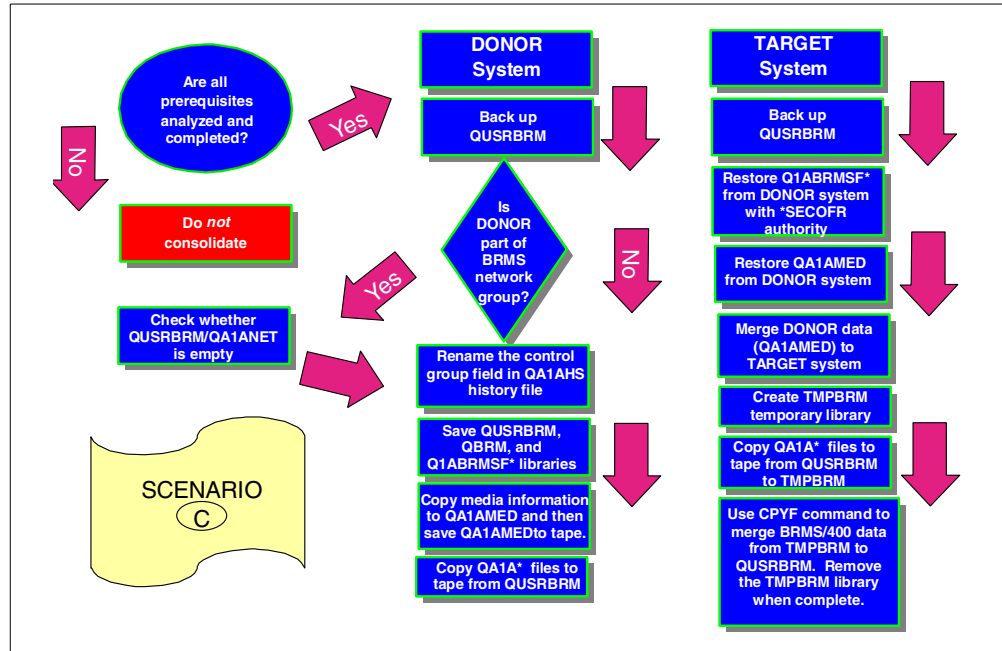 Are all
prerequisites
analyzed and
completed?
Yes
No
Do not
consolidate
Check whether
QUSRBRM/QA1ANET
is empty
SCENARIO
C
DONOR
System
Back up
QUSRBRM
Is
DONOR
part of
BRMS
network
group?
Yes
No
Rename the control
group field in QA1AHS
history file
Save QUSRBRM,
QBRM, and
Q1ABRMSF* libraries
Copy media information
to QA1AMED and then
save QA1AMEDto tape.
Copy QA1A* files to
tape from QUSRBRM
TARGET
System
Back up
QUSRBRM
Restore Q1ABRMSF*
from DONOR system
with *SECOFR
authority
Restore QA1AMED
from DONOR system
Merge DONOR data
(QA1AMED) to
TARGET system
Create TMPBRM
temporary library
Copy QA1A* files to
tape from QUSRBRM
to TMPBRM
Use CPYF command to
merge BRMS/400 data
from TMPBRM to
QUSRBRM. Remove
the TMPBRM library
when complete.